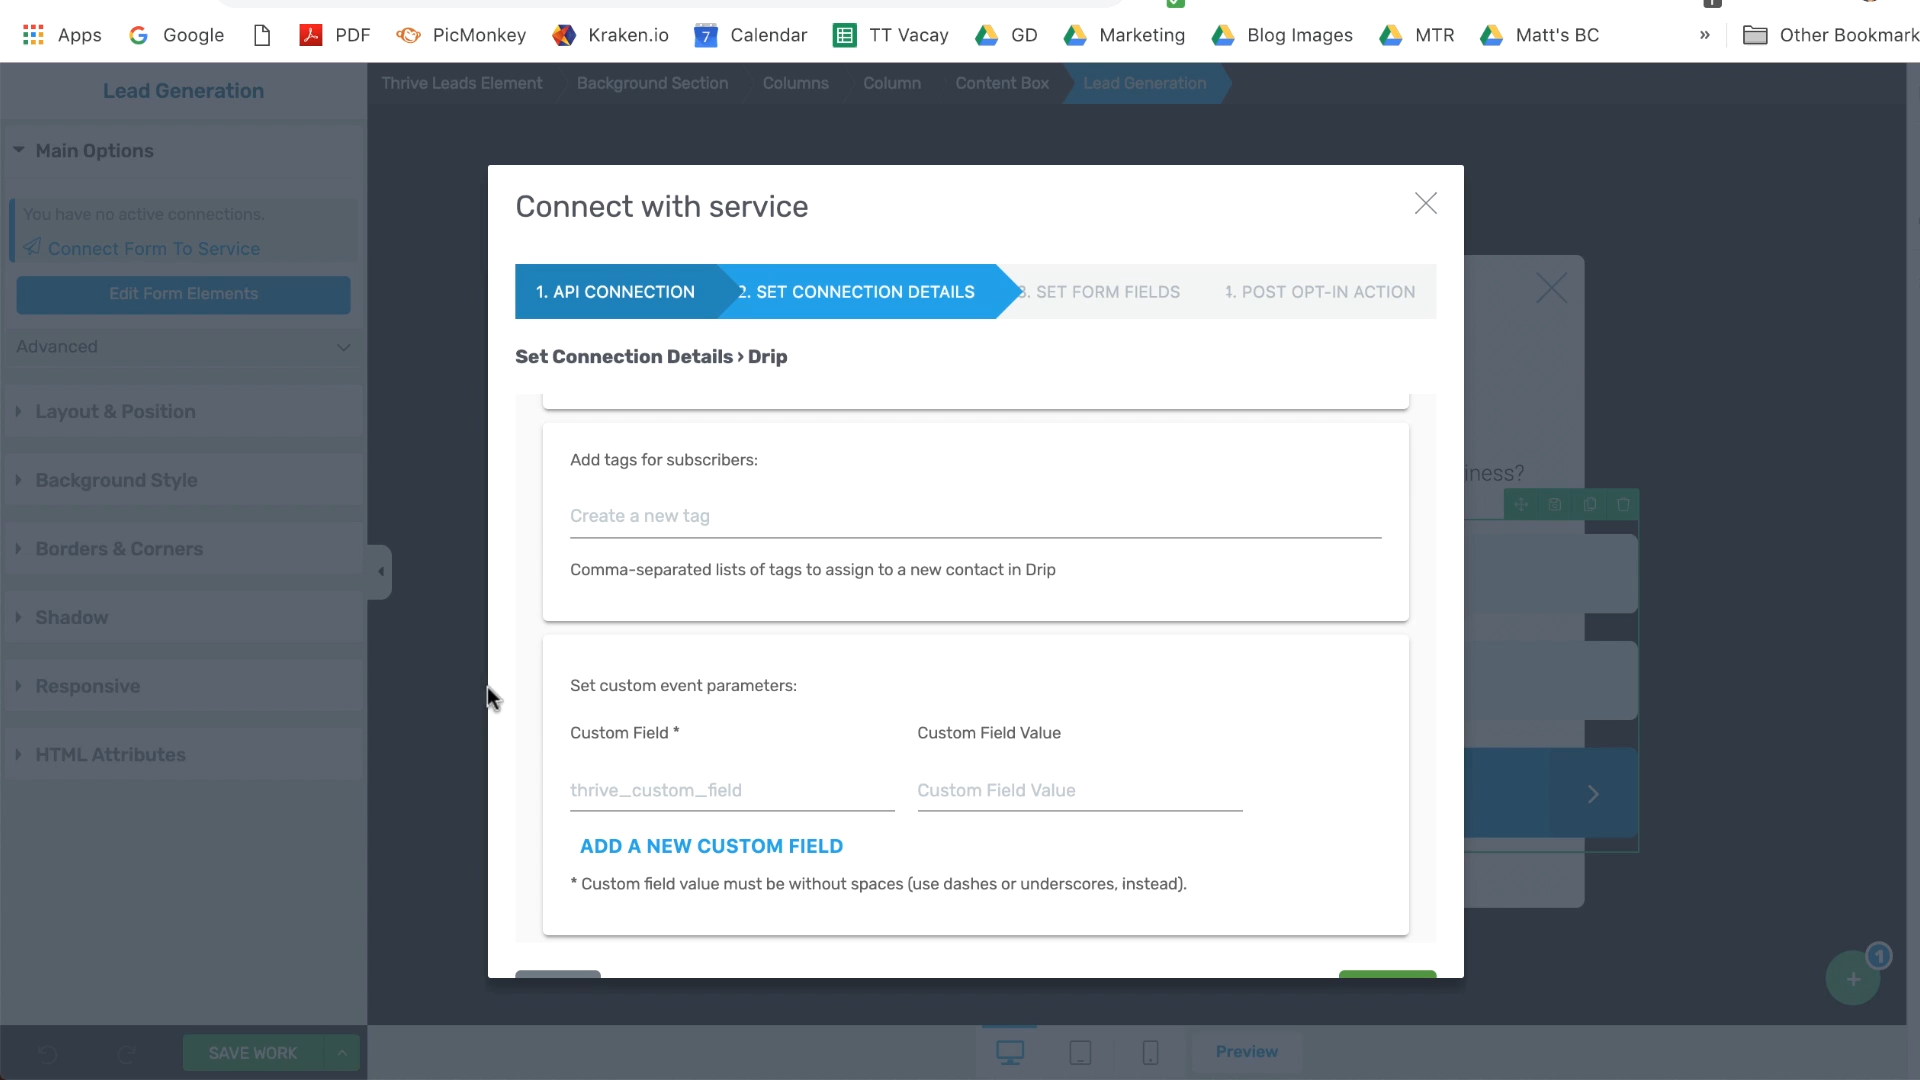 Apps Google PDF PicMonkey Kraken.io 7 Calendar TT Vacay GD Marketing Blog Images MTR Matt's BC » Other Bookmark
Lead Generation
Thrive Leads Element Background Section Columns Column Content Box Lead Generation
Main Options
You have no active connections.
Connect Form To Service
Edit Form Elements
Advanced
Layout & Position
Background Style
Borders & Corners
Shadow
Responsive
HTML Attributes
SAVE WORK
Connect with service
1. API CONNECTION 2. SET CONNECTION DETAILS 3. SET FORM FIELDS 4. POST OPT-IN ACTION
Set Connection Details › Drip
Add tags for subscribers:
Create a new tag
Comma-separated lists of tags to assign to a new contact in Drip
Set custom event parameters:
Custom Field * Custom Field Value
thrive_custom_field Custom Field Value
ADD A NEW CUSTOM FIELD
* Custom field value must be without spaces (use dashes or underscores, instead).
iness?
1
+
Preview